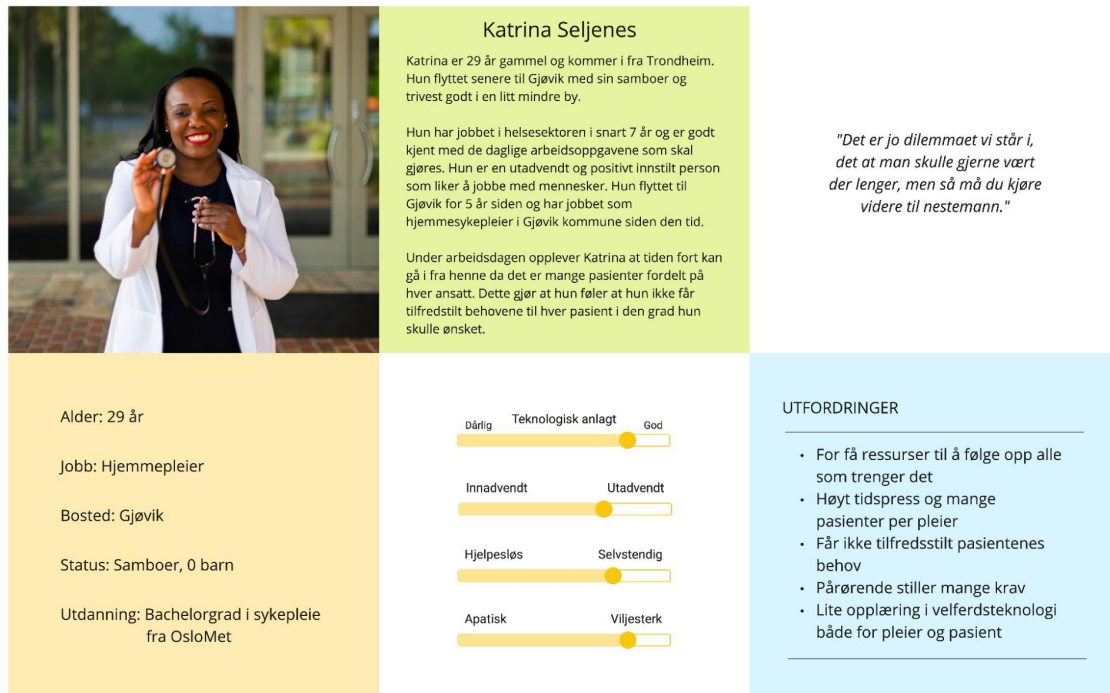 Katrina Seljenes
Katrina er 29 år gammel og kommer i fra Trondheim.
Hun flyttet senere til Gjøvik med sin samboer og
trivest godt i en litt mindre by.
Hun har jobbet i helsesektoren i snart 7 år og er godt
kjent med de daglige arbeidsoppgavene som skal
gjøres. Hun er en utadvendt og positivt innstilt person
som liker å jobbe med mennesker. Hun flyttet til
Gjøvik for 5 år siden og har jobbet som
hjemmesykepleier i Gjøvik kommune siden den tid.
Under arbeidsdagen opplever Katrina at tiden fort kan
gå i fra henne da det er mange pasienter fordelt på
hver ansatt. Dette gjør at hun føler at hun ikke får
tilfredstilt behovene til hver pasient i den grad hun
skulle ønsket.
"Det er jo dilemmaet vi står i,
det at man skulle gjerne vært
der lenger, men så må du kjøre
videre til nestemann."
Alder: 29 år
Jobb: Hjemmepleier
Bosted: Gjøvik
Status: Samboer, 0 barn
Utdanning: Bachelorgrad i sykepleie
fra OsloMet
Dårlig Teknologisk anlagt God
Innadvendt Utadvendt
Hjelpesløs Selvstendig
Apatisk Viljesterk
UTFORDRINGER
• For få ressurser til å følge opp alle
som trenger det
• Høyt tidspress og mange
pasienter per pleier
• Får ikke tilfredsstilt pasientenes
behov
• Pårørende stiller mange krav
• Lite opplæring i velferdsteknologi
både for pleier og pasient